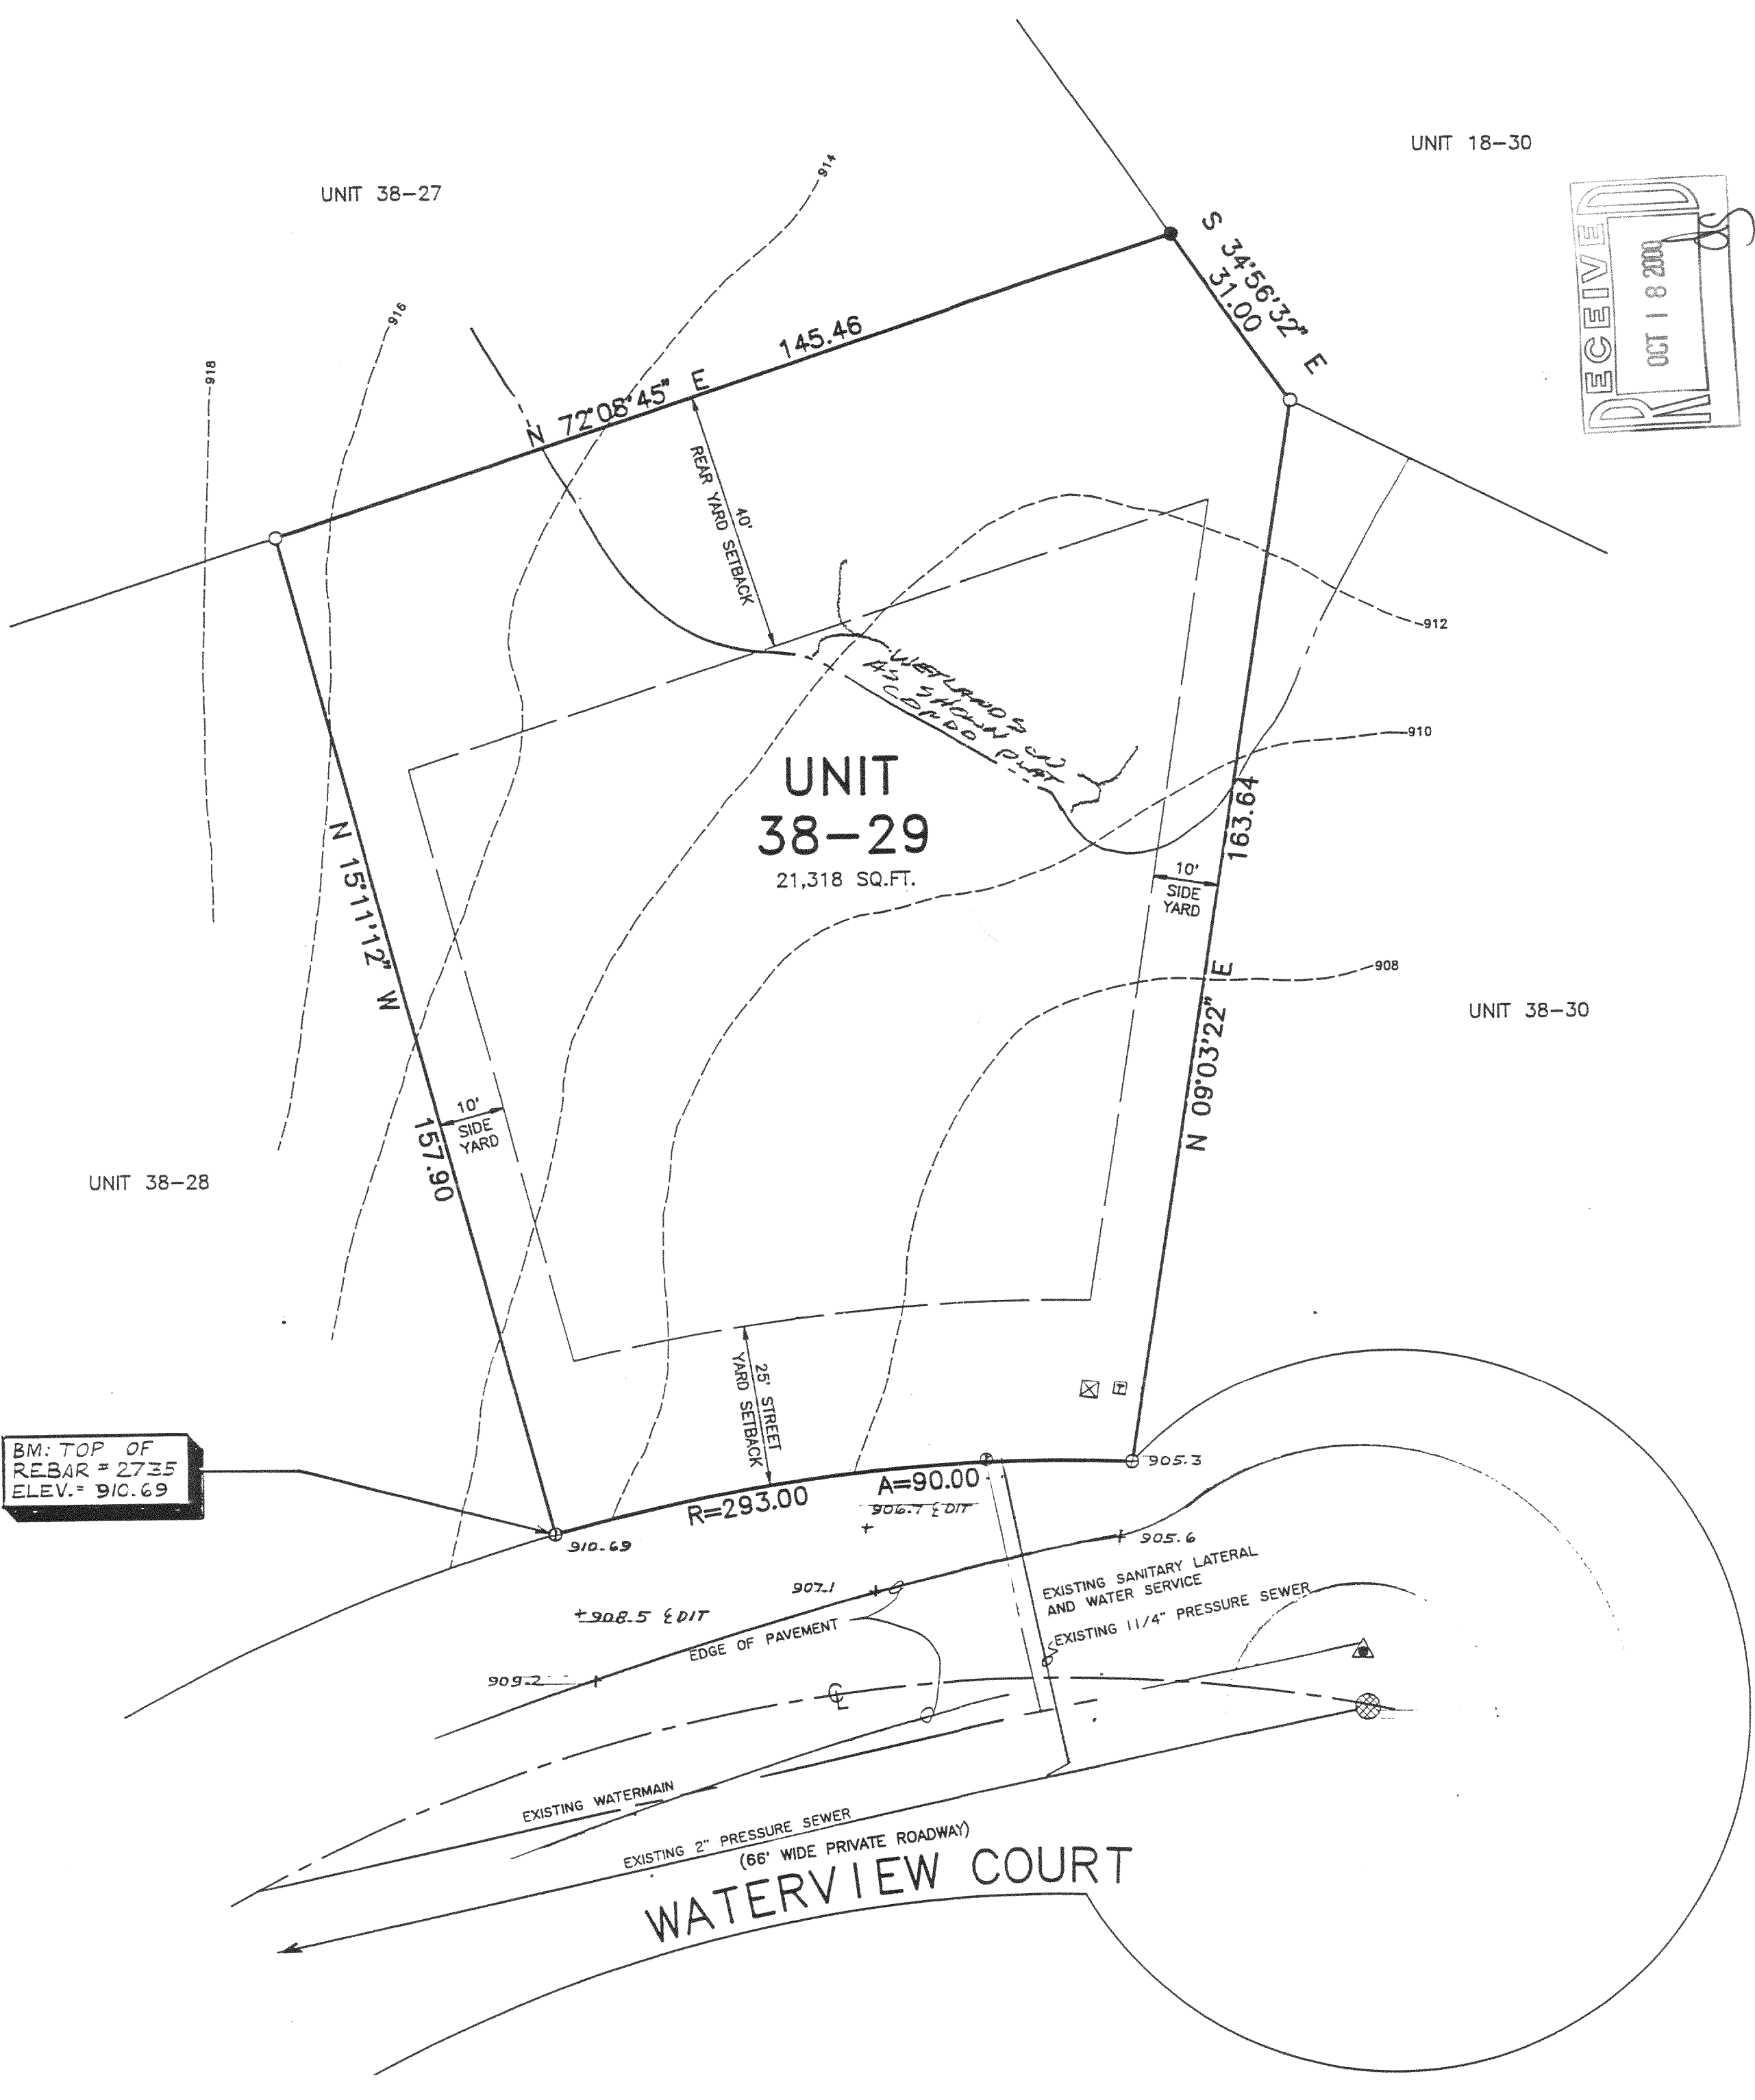 UNIT 18-30
UNIT 38-27
RECEIVED
OCT 18 2000
914
916
918
S 34°56'32" E
31.00
145.46
N 72°08'45" E
40'
REAR YARD SETBACK
912
WETLANDS
AS SHOWN ON
CONDO PLAT
910
UNIT
38-29
21,318 SQ.FT.
163.64
10'
SIDE
YARD
N 15°11'12" W
908
UNIT 38-30
N 09°03'22" E
10'
SIDE
YARD
157.90
UNIT 38-28
25' STREET
YARD SETBACK
BM: TOP OF
REBAR = 2735
ELEV.= 910.69
905.3
A=90.00
R=293.00
906.7 ℄ DIT
910.69
905.6
907.1
+908.5 ℄ DIT
EXISTING SANITARY LATERAL
AND WATER SERVICE
EXISTING 11/4" PRESSURE SEWER
EDGE OF PAVEMENT
909.2
℄
EXISTING WATERMAIN
EXISTING 2" PRESSURE SEWER
(66' WIDE PRIVATE ROADWAY)
WATERVIEW COURT